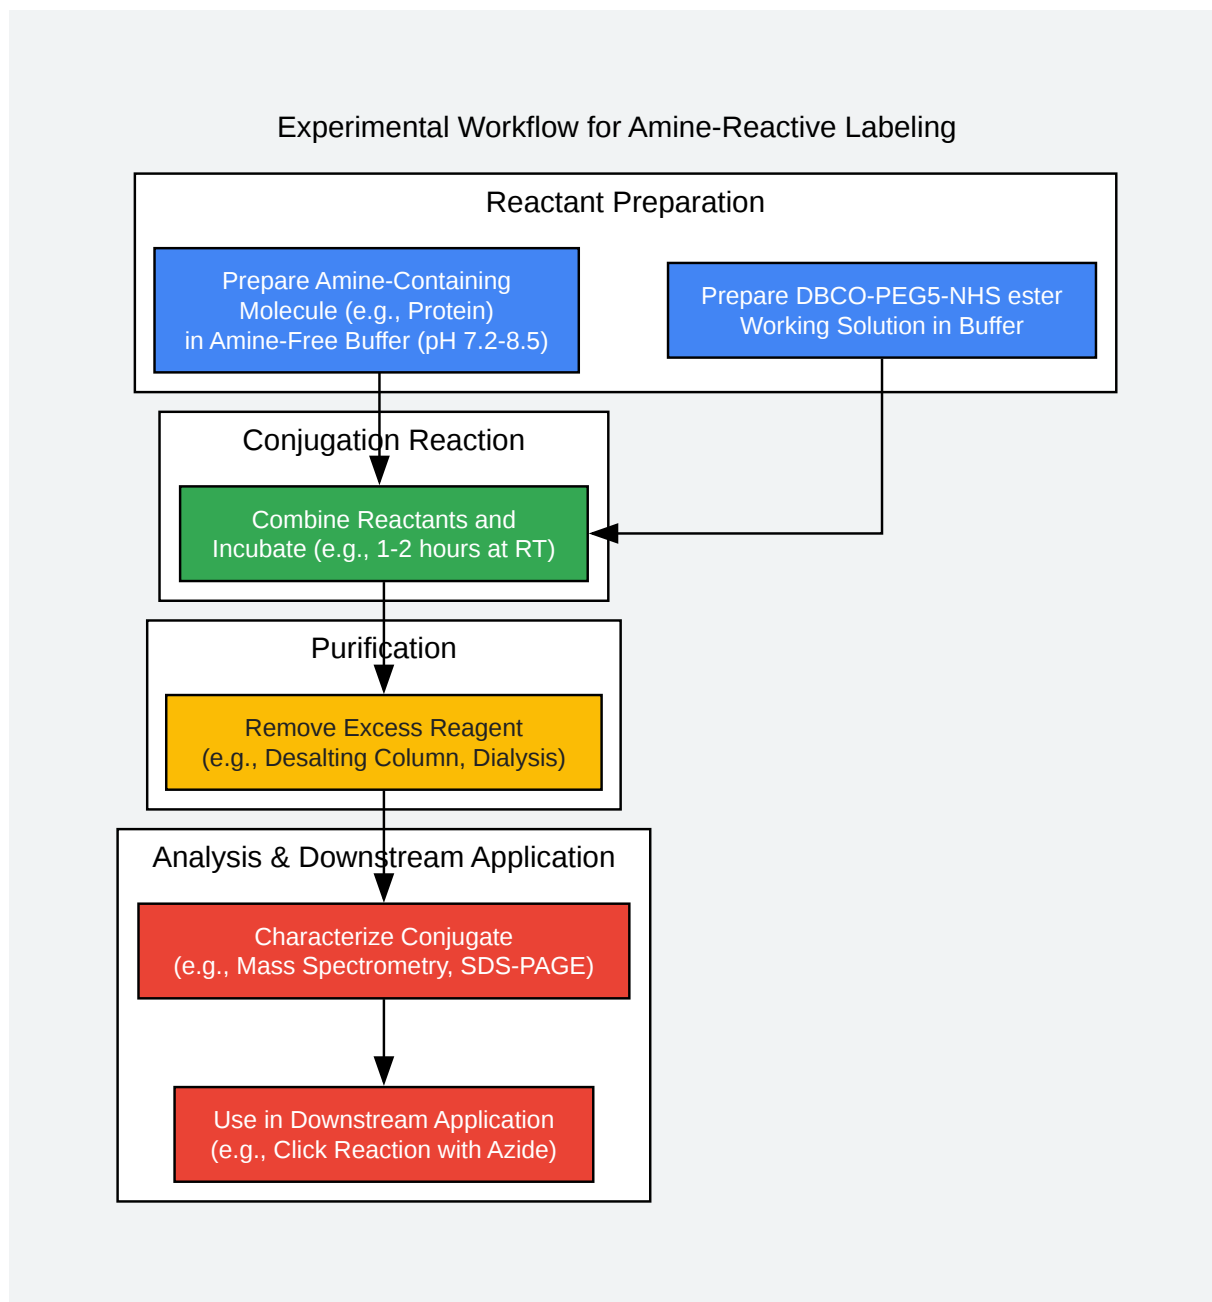 Experimental Workflow for Amine-Reactive Labeling
Reactant Preparation
Prepare Amine-Containing
Molecule (e.g., Protein)
in Amine-Free Buffer (pH 7.2-8.5)
Prepare DBCO-PEG5-NHS ester
Working Solution in Buffer
Conjugation Reaction
Combine Reactants and
Incubate (e.g., 1-2 hours at RT)
Purification
Remove Excess Reagent
(e.g., Desalting Column, Dialysis)
Analysis & Downstream Application
Characterize Conjugate
(e.g., Mass Spectrometry, SDS-PAGE)
Use in Downstream Application
(e.g., Click Reaction with Azide)